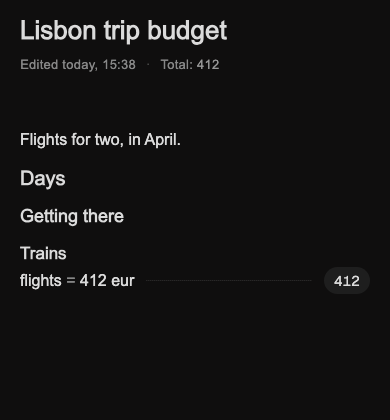 Lisbon trip budget
Edited today, 15:38 · Total: 412
Flights for two, in April.
Days
Getting there
Trains
flights = 412 eur 412